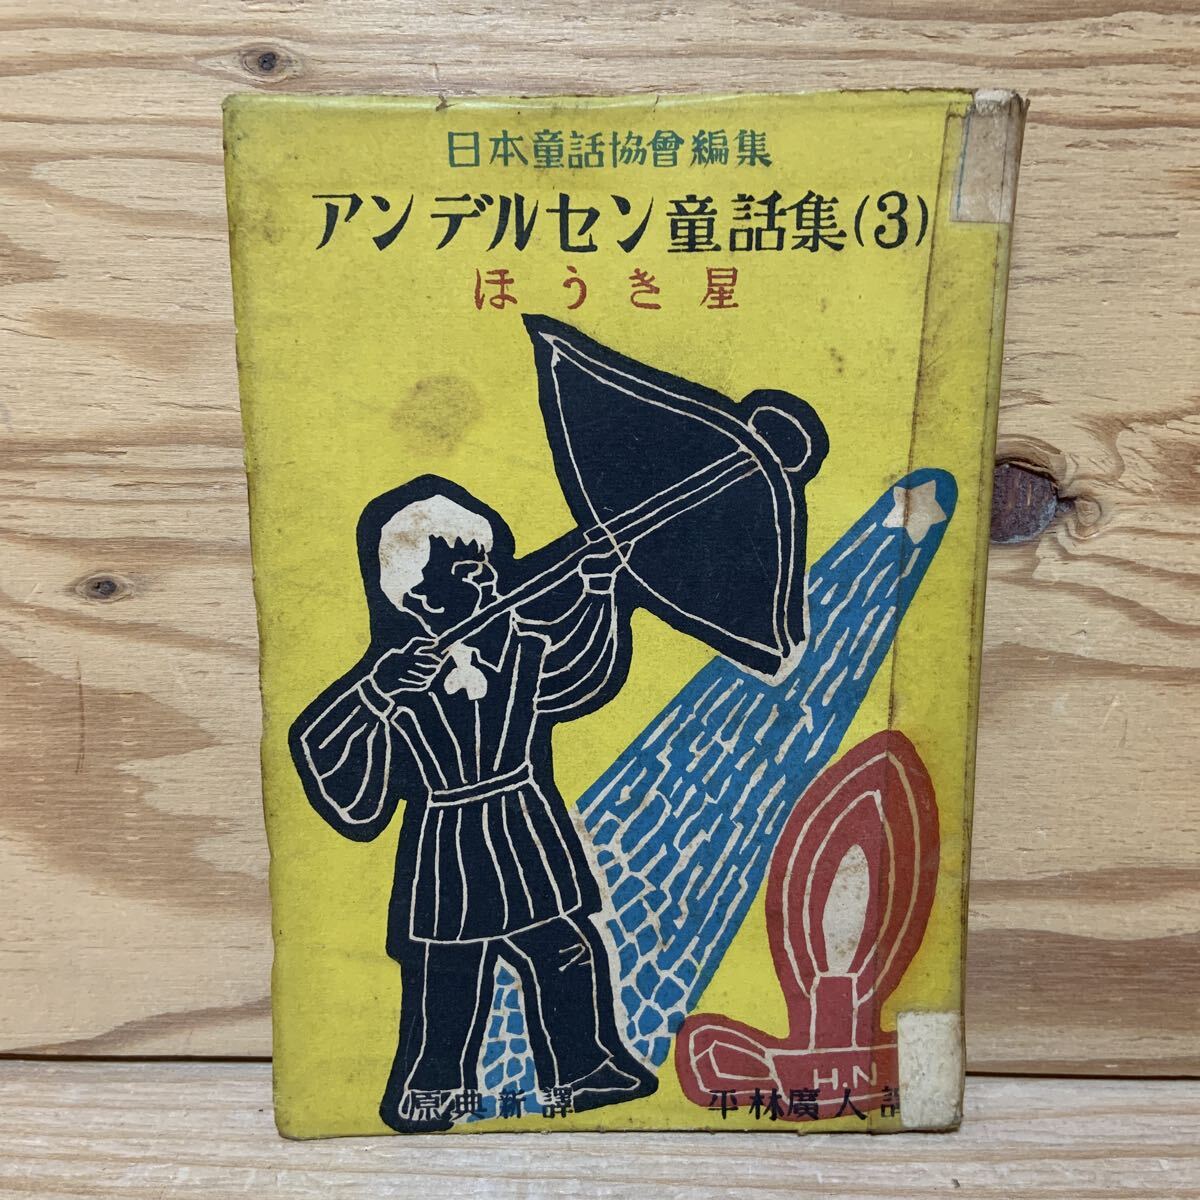 日本童話協會編集
アンデルセン童話集(3)
ほうき星
H.N
原典新譯
平林廣人譯